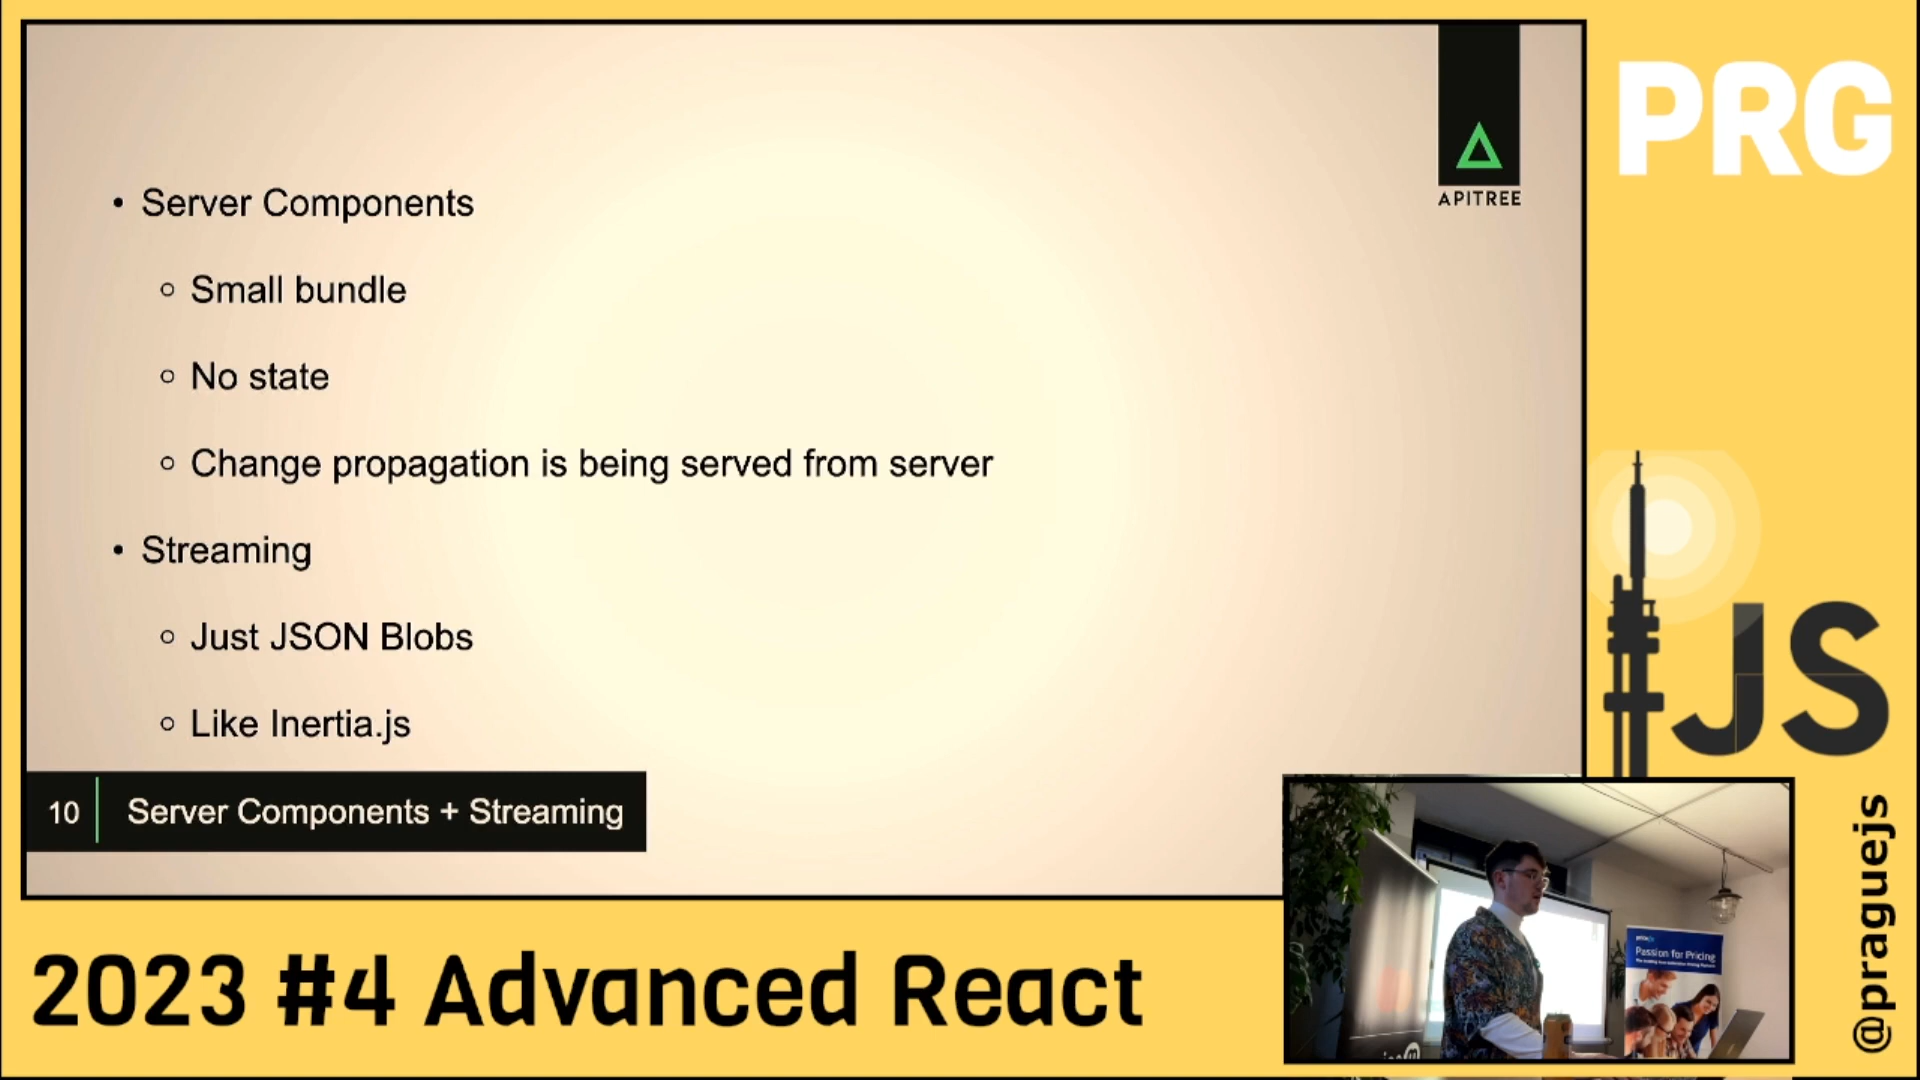 • Server Components
○ Small bundle
○ No state
○ Change propagation is being served from server
• Streaming
○ Just JSON Blobs
○ Like Inertia.js
10 Server Components + Streaming
APITREE
PRG
JS
@praguejs
2023 #4 Advanced React
Passion for Pricing